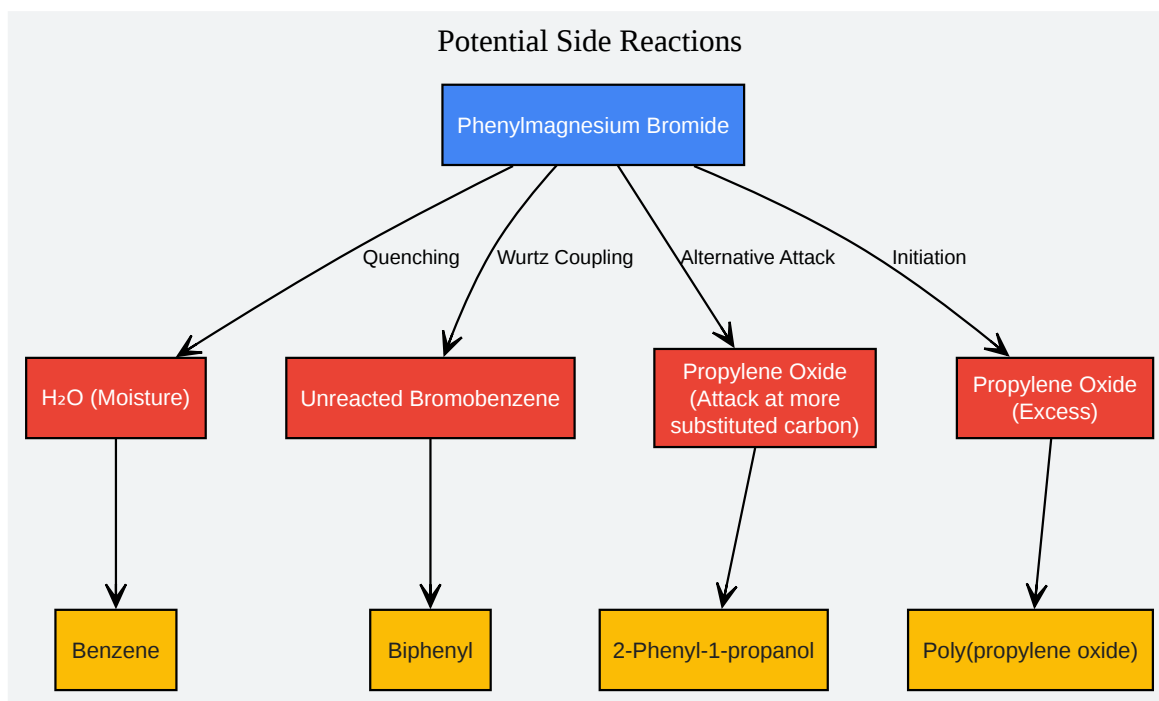 Potential Side Reactions
Phenylmagnesium Bromide
Quenching
Wurtz Coupling
Alternative Attack
Initiation
H₂O (Moisture)
Unreacted Bromobenzene
Propylene Oxide
(Attack at more
substituted carbon)
Propylene Oxide
(Excess)
Benzene
Biphenyl
2-Phenyl-1-propanol
Poly(propylene oxide)